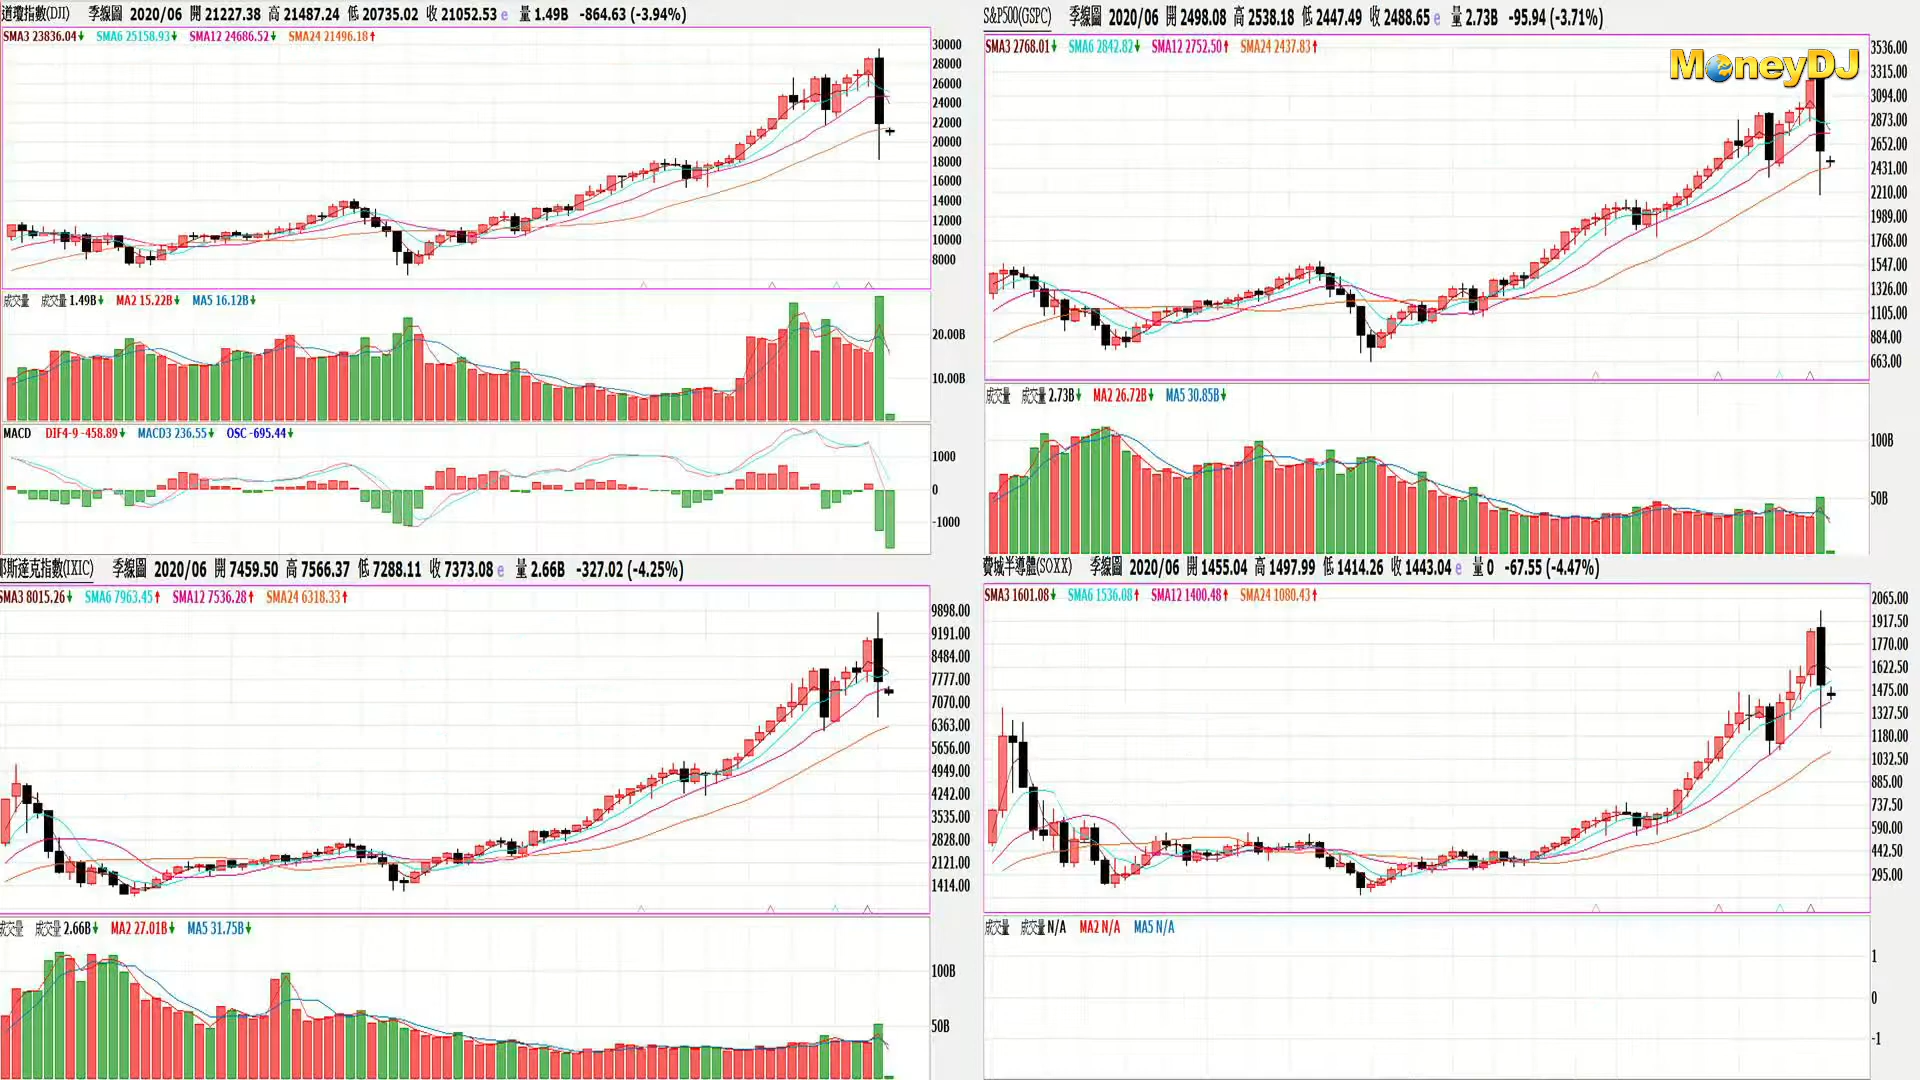 道瓊指數(DJI) 季線圖 2020/06 開 21227.38 高 21487.24 低 20735.02 收 21052.53 e 量 1.49B -864.63 (-3.94%)
SMA3 23836.04↓ SMA6 25158.93↓ SMA12 24686.52↓ SMA24 21496.18↑
30000
28000
26000
24000
22000
20000
18000
16000
14000
12000
10000
8000
成交量 成交量 1.49B↓ MA2 15.22B↓ MA5 16.12B↓
20.00B
10.00B
MACD DIF4-9 -458.89↓ MACD3 236.55↓ OSC -695.44↓
1000
0
-1000
S&P500(GSPC) 季線圖 2020/06 開 2498.08 高 2538.18 低 2447.49 收 2488.65 e 量 2.73B -95.94 (-3.71%)
SMA3 2768.01↓ SMA6 2842.82↓ SMA12 2752.50↑ SMA24 2437.83↑
MoneyDJ
3536.00
3315.00
3094.00
2873.00
2652.00
2431.00
2210.00
1989.00
1768.00
1547.00
1326.00
1105.00
884.00
663.00
成交量 成交量 2.73B↓ MA2 26.72B↓ MA5 30.85B↓
100B
50B
那斯達克指數(IXIC) 季線圖 2020/06 開 7459.50 高 7566.37 低 7288.11 收 7373.08 e 量 2.66B -327.02 (-4.25%)
SMA3 8015.26↓ SMA6 7963.45↑ SMA12 7536.28↑ SMA24 6318.33↑
9898.00
9191.00
8484.00
7777.00
7070.00
6363.00
5656.00
4949.00
4242.00
3535.00
2828.00
2121.00
1414.00
成交量 成交量 2.66B↓ MA2 27.01B↓ MA5 31.75B↓
100B
50B
費城半導體(SOXX) 季線圖 2020/06 開 1455.04 高 1497.99 低 1414.26 收 1443.04 e 量 0 -67.55 (-4.47%)
SMA3 1601.08↓ SMA6 1536.08↑ SMA12 1400.48↑ SMA24 1080.43↑
2065.00
1917.50
1770.00
1622.50
1475.00
1327.50
1180.00
1032.50
885.00
737.50
590.00
442.50
295.00
成交量 成交量 N/A MA2 N/A MA5 N/A
1
0
-1